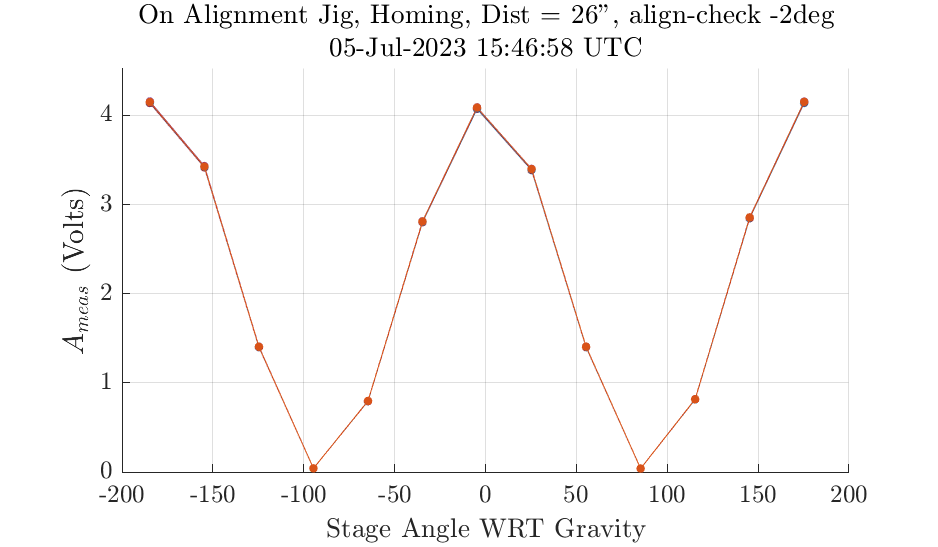 On Alignment Jig, Homing, Dist = 26”, align-check -2deg
05-Jul-2023 15:46:58 UTC
A_meas (Volts)
4
3
2
1
0
-200 -150 -100 -50 0 50 100 150 200
Stage Angle WRT Gravity